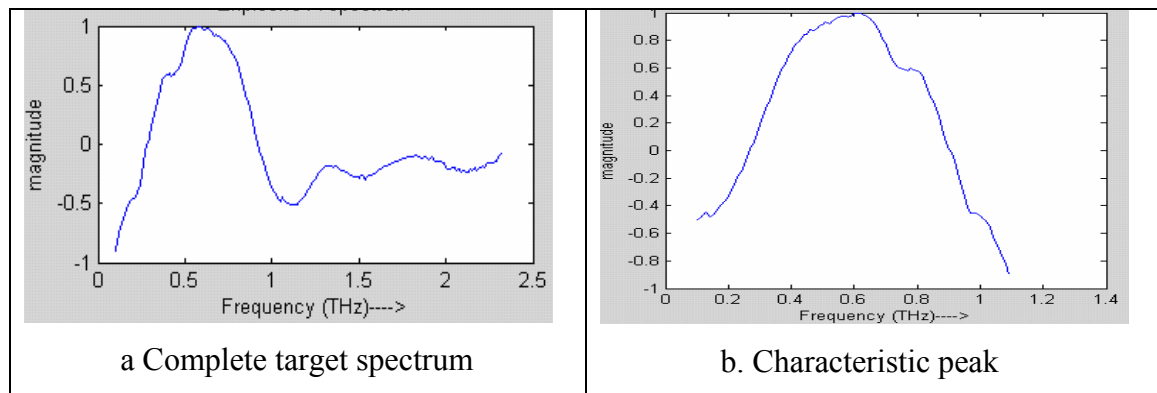 1
0.5
0
-0.5
-1
magnitude
0 0.5 1 1.5 2 2.5
Frequency (THz)---->
a Complete target spectrum
1
0.8
0.6
0.4
0.2
0
-0.2
-0.4
-0.6
-0.8
-1
magnitude
0 0.2 0.4 0.6 0.8 1 1.2 1.4
Frequency (THz)---->
b. Characteristic peak